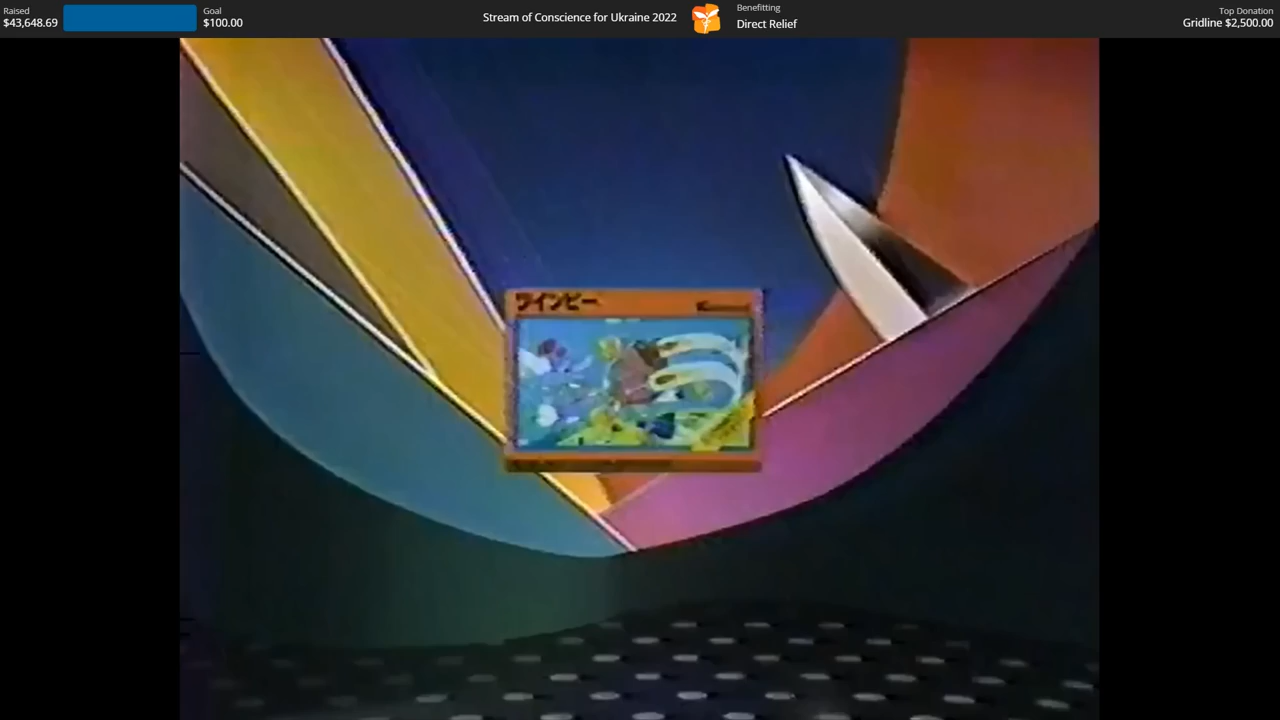 Raised
$43,648.69
Goal
$100.00
Stream of Conscience for Ukraine 2022
Benefitting
Direct Relief
Top Donation
Gridline $2,500.00
ツインビー
Konami